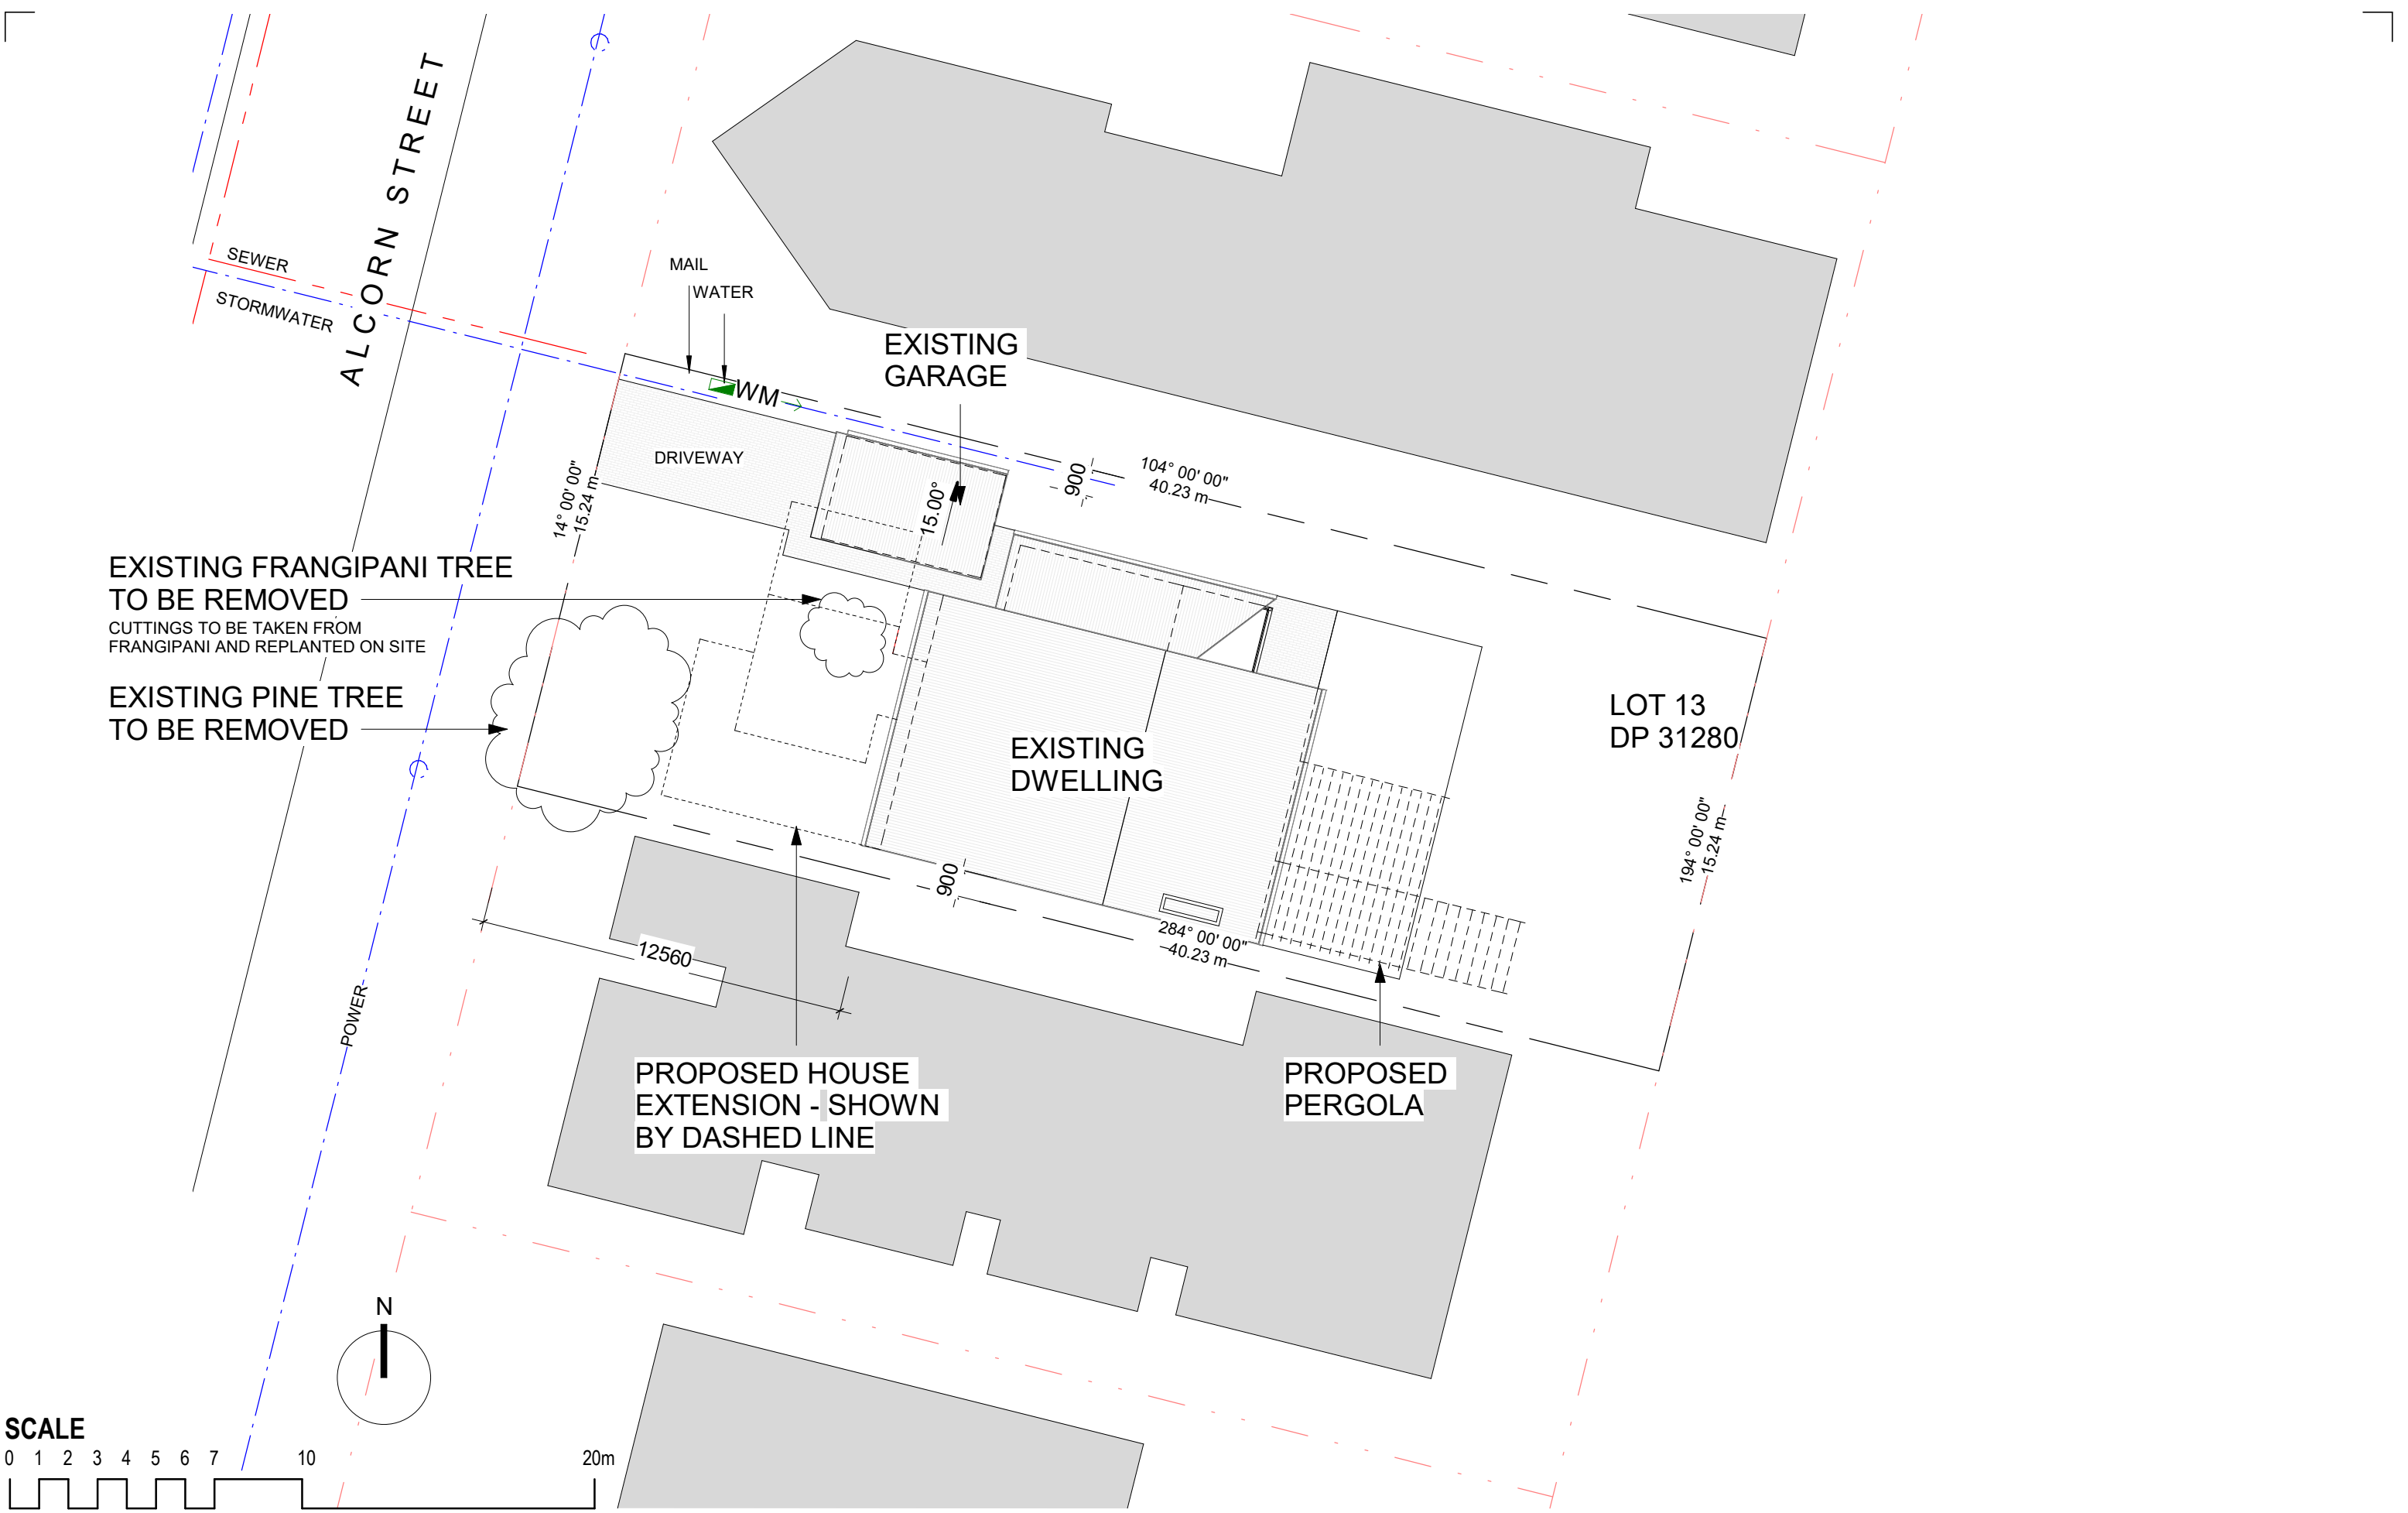 ALCORN STREET
SEWER
STORMWATER
MAIL
WATER
WM
EXISTING
GARAGE
DRIVEWAY
15.00°
900
104° 00' 00"
40.23 m
14° 00' 00"
15.24 m
EXISTING FRANGIPANI TREE
TO BE REMOVED
CUTTINGS TO BE TAKEN FROM
FRANGIPANI AND REPLANTED ON SITE
EXISTING PINE TREE
TO BE REMOVED
EXISTING
DWELLING
LOT 13
DP 31280
194° 00' 00"
15.24 m
900
284° 00' 00"
40.23 m
12560
POWER
PROPOSED HOUSE
EXTENSION - SHOWN
BY DASHED LINE
PROPOSED
PERGOLA
N
SCALE
0 1 2 3 4 5 6 7 10 20m